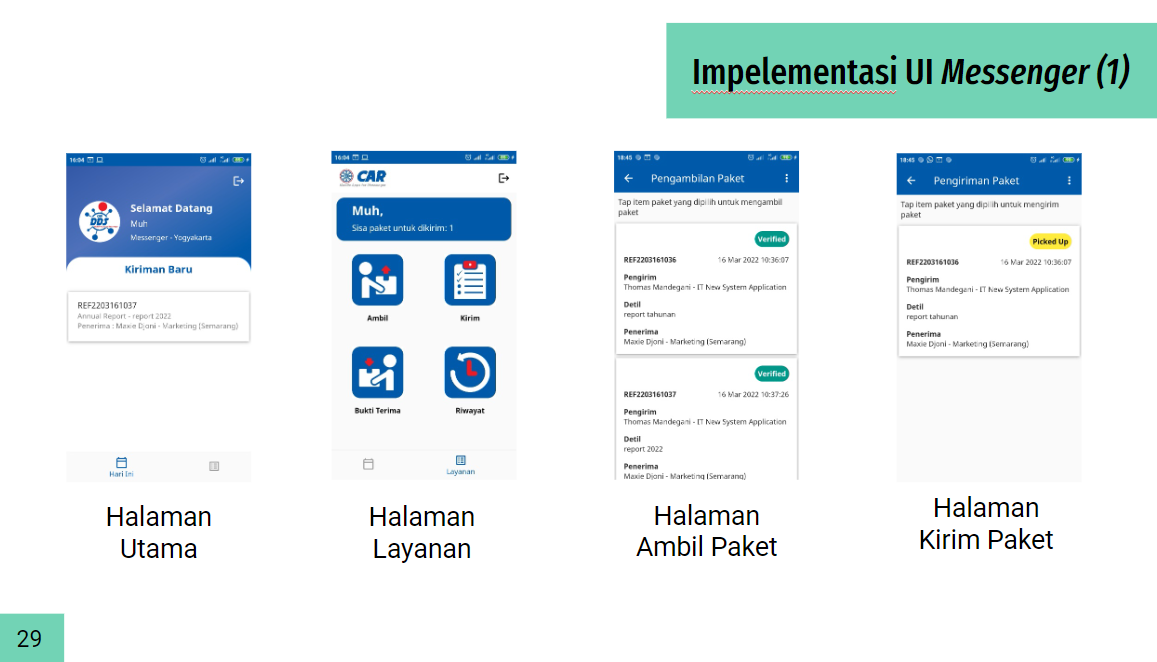 Impelementasi UI Messenger (1)
16:04
Selamat Datang
Muh
Messenger - Yogyakarta
DDS
Kiriman Baru
REF2203161037
Annual Report - report 2022
Penerima : Maxie Djoni - Marketing (Semarang)
Hari Ini
Halaman
Utama
16:04
CAR
Muh,
Sisa paket untuk dikirim: 1
Ambil
Kirim
Bukti Terima
Riwayat
Layanan
Halaman
Layanan
18:45
Pengambilan Paket
Tap item paket yang dipilih untuk mengambil
paket
Verified
REF2203161036 16 Mar 2022 10:36:07
Pengirim
Thomas Mandegani - IT New System Application
Detil
report tahunan
Penerima
Maxie Djoni - Marketing (Semarang)
Verified
REF2203161037 16 Mar 2022 10:37:26
Pengirim
Thomas Mandegani - IT New System Application
Detil
report 2022
Penerima
Maxie Djoni - Marketing (Semarang)
Halaman
Ambil Paket
18:45
Pengiriman Paket
Tap item paket yang dipilih untuk mengirim
paket
Picked Up
REF2203161036 16 Mar 2022 10:36:07
Pengirim
Thomas Mandegani - IT New System Application
Detil
report tahunan
Penerima
Maxie Djoni - Marketing (Semarang)
Halaman
Kirim Paket
29